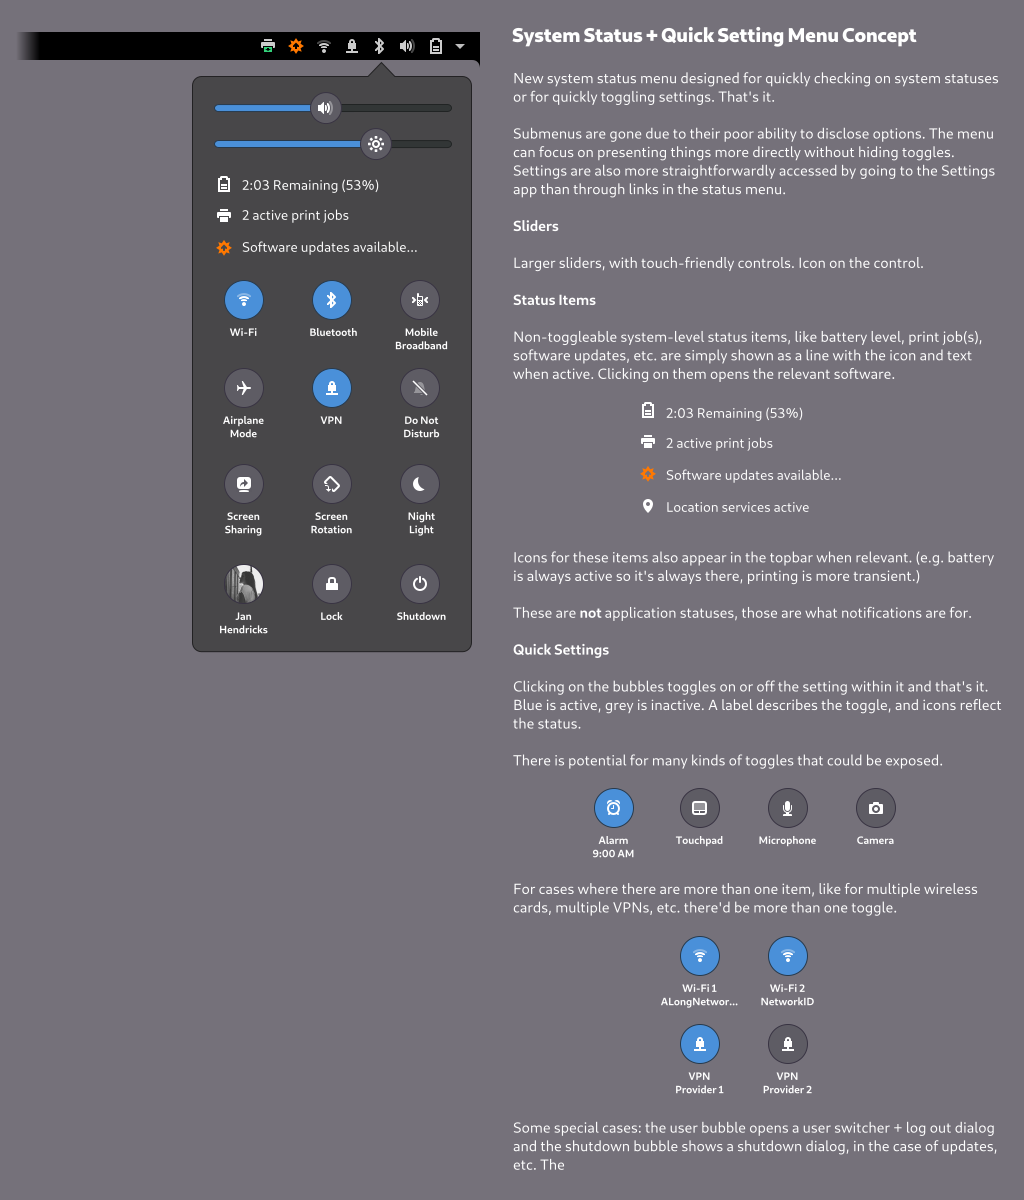 2:03 Remaining (53%)
2 active print jobs
Software updates available...
Wi-Fi
Bluetooth
Mobile
Broadband
Airplane
Mode
VPN
Do Not
Disturb
Screen
Sharing
Screen
Rotation
Night
Light
Jan
Hendricks
Lock
Shutdown
System Status + Quick Setting Menu Concept
New system status menu designed for quickly checking on system statuses
or for quickly toggling settings. That's it.
Submenus are gone due to their poor ability to disclose options. The menu
can focus on presenting things more directly without hiding toggles.
Settings are also more straightforwardly accessed by going to the Settings
app than through links in the status menu.
Sliders
Larger sliders, with touch-friendly controls. Icon on the control.
Status Items
Non-toggleable system-level status items, like battery level, print job(s),
software updates, etc. are simply shown as a line with the icon and text
when active. Clicking on them opens the relevant software.
2:03 Remaining (53%)
2 active print jobs
Software updates available...
Location services active
Icons for these items also appear in the topbar when relevant. (e.g. battery
is always active so it's always there, printing is more transient.)
These are not application statuses, those are what notifications are for.
Quick Settings
Clicking on the bubbles toggles on or off the setting within it and that's it.
Blue is active, grey is inactive. A label describes the toggle, and icons reflect
the status.
There is potential for many kinds of toggles that could be exposed.
Alarm
9:00 AM
Touchpad
Microphone
Camera
For cases where there are more than one item, like for multiple wireless
cards, multiple VPNs, etc. there'd be more than one toggle.
Wi-Fi 1
ALongNetwor...
Wi-Fi 2
NetworkID
VPN
Provider 1
VPN
Provider 2
Some special cases: the user bubble opens a user switcher + log out dialog
and the shutdown bubble shows a shutdown dialog, in the case of updates,
etc. The